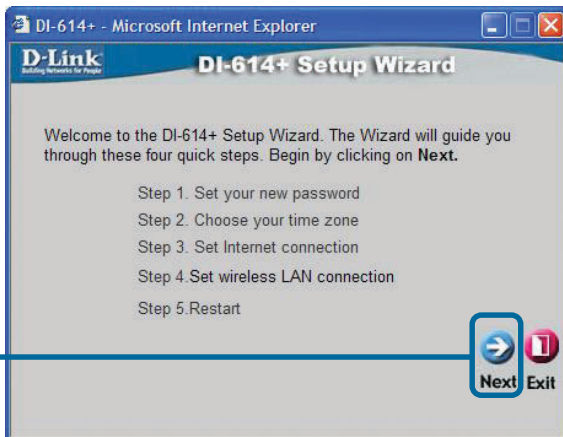 DI-614+ - Microsoft Internet Explorer
D-Link
Building Networks for People
DI-614+ Setup Wizard
Welcome to the DI-614+ Setup Wizard. The Wizard will guide you
through these four quick steps. Begin by clicking on Next.
Step 1. Set your new password
Step 2. Choose your time zone
Step 3. Set Internet connection
Step 4.Set wireless LAN connection
Step 5.Restart
Next Exit